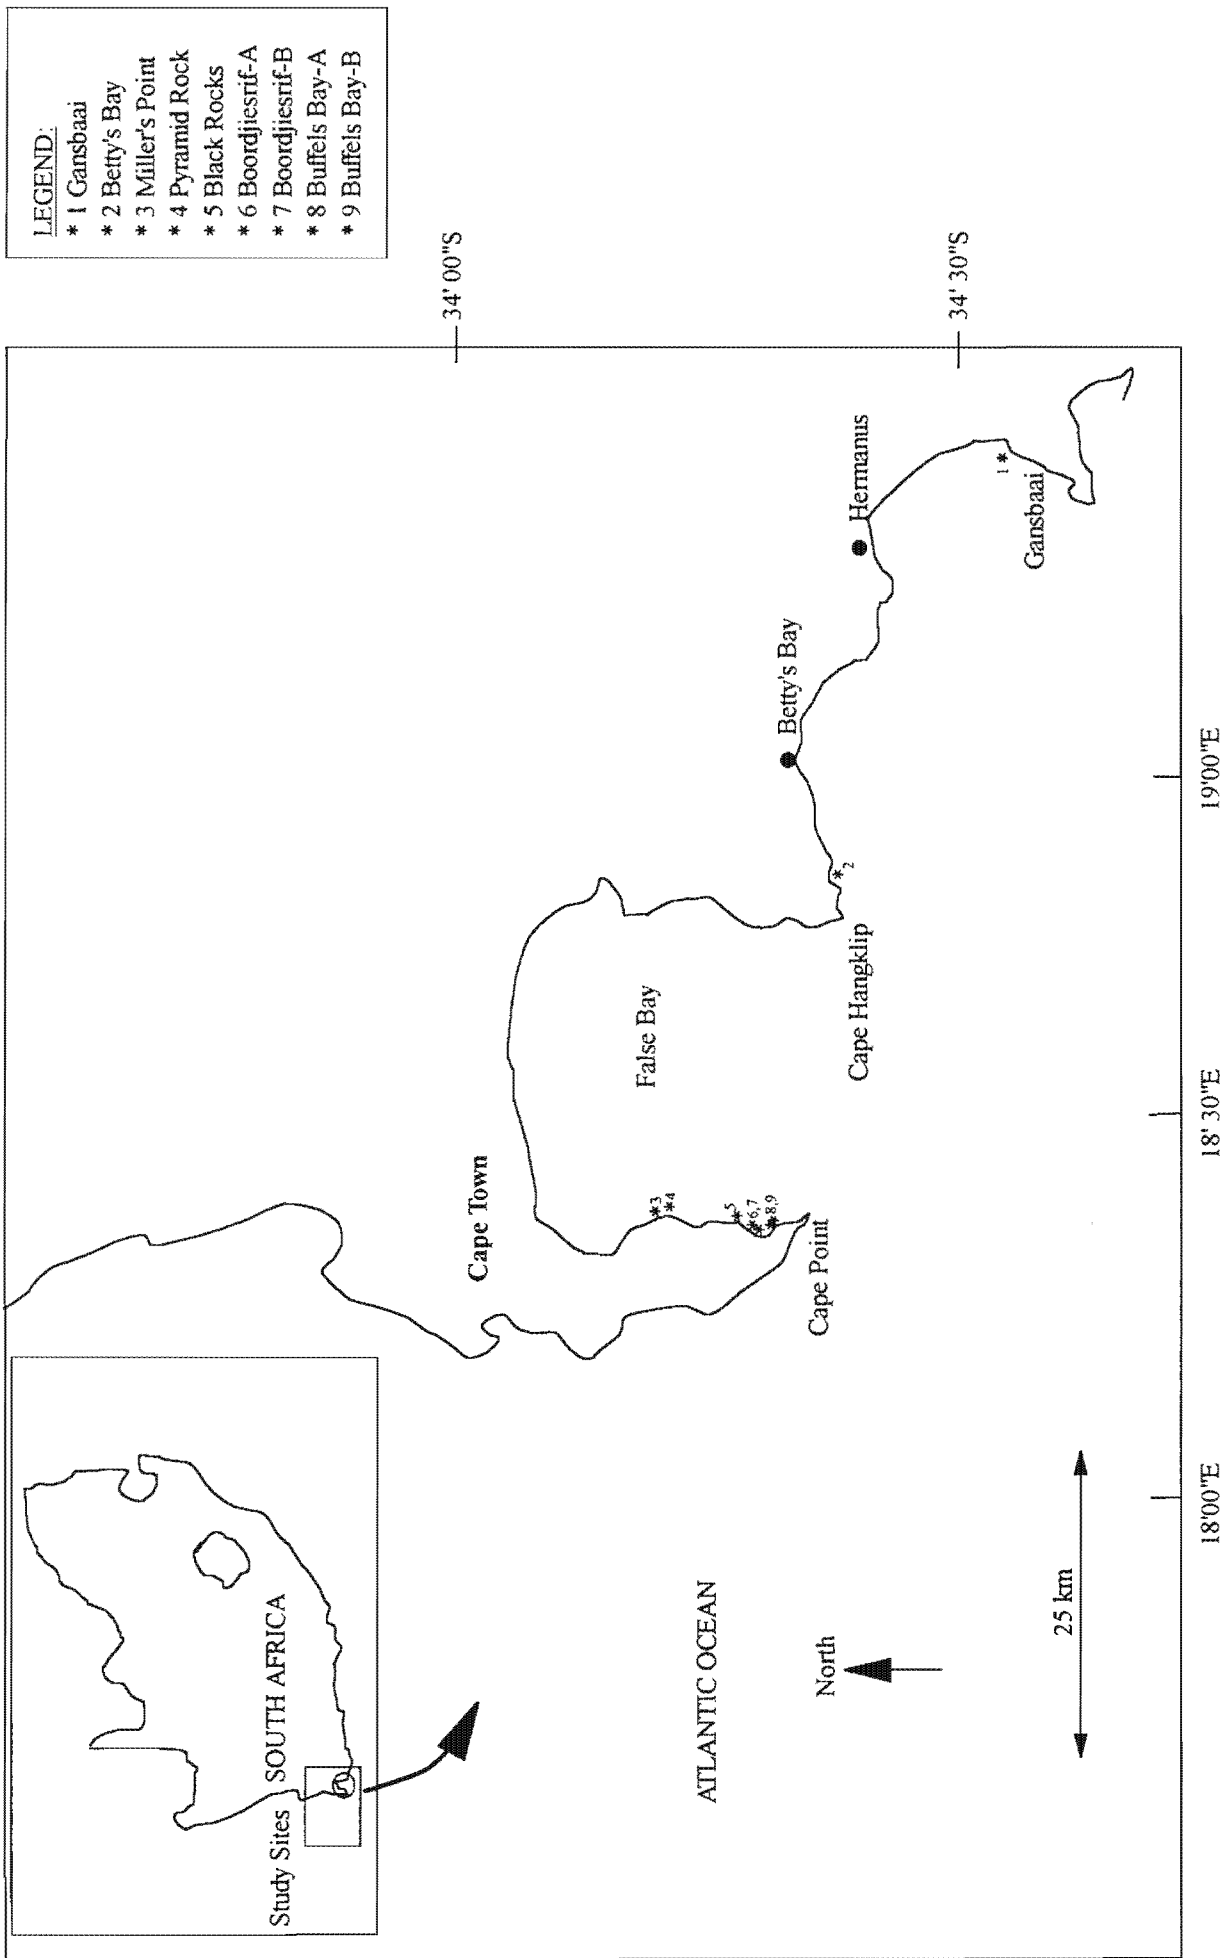 LEGEND:
* 1 Gansbaai
* 2 Betty's Bay
* 3 Miller's Point
* 4 Pyramid Rock
* 5 Black Rocks
* 6 Boordjiesrif-A
* 7 Boordjiesrif-B
* 8 Buffels Bay-A
* 9 Buffels Bay-B
Study Sites
SOUTH AFRICA
34' 00"S
34' 30"S
Cape Town
False Bay
*3
*4
*5
*6,7
*8,9
Cape Point
Cape Hangklip
*2
Betty's Bay
Hermanus
1 *
Gansbaai
ATLANTIC OCEAN
North
25 km
18'00"E
18' 30"E
19'00"E